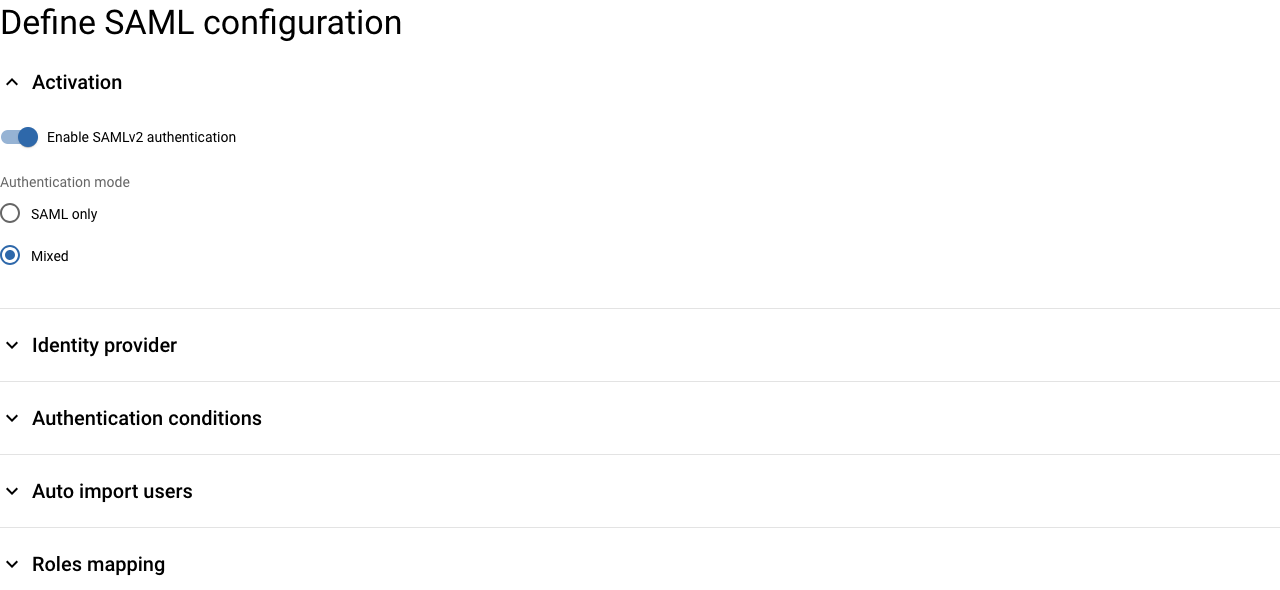 Define SAML configuration
Activation
Enable SAMLv2 authentication
Authentication mode
SAML only
Mixed
Identity provider
Authentication conditions
Auto import users
Roles mapping